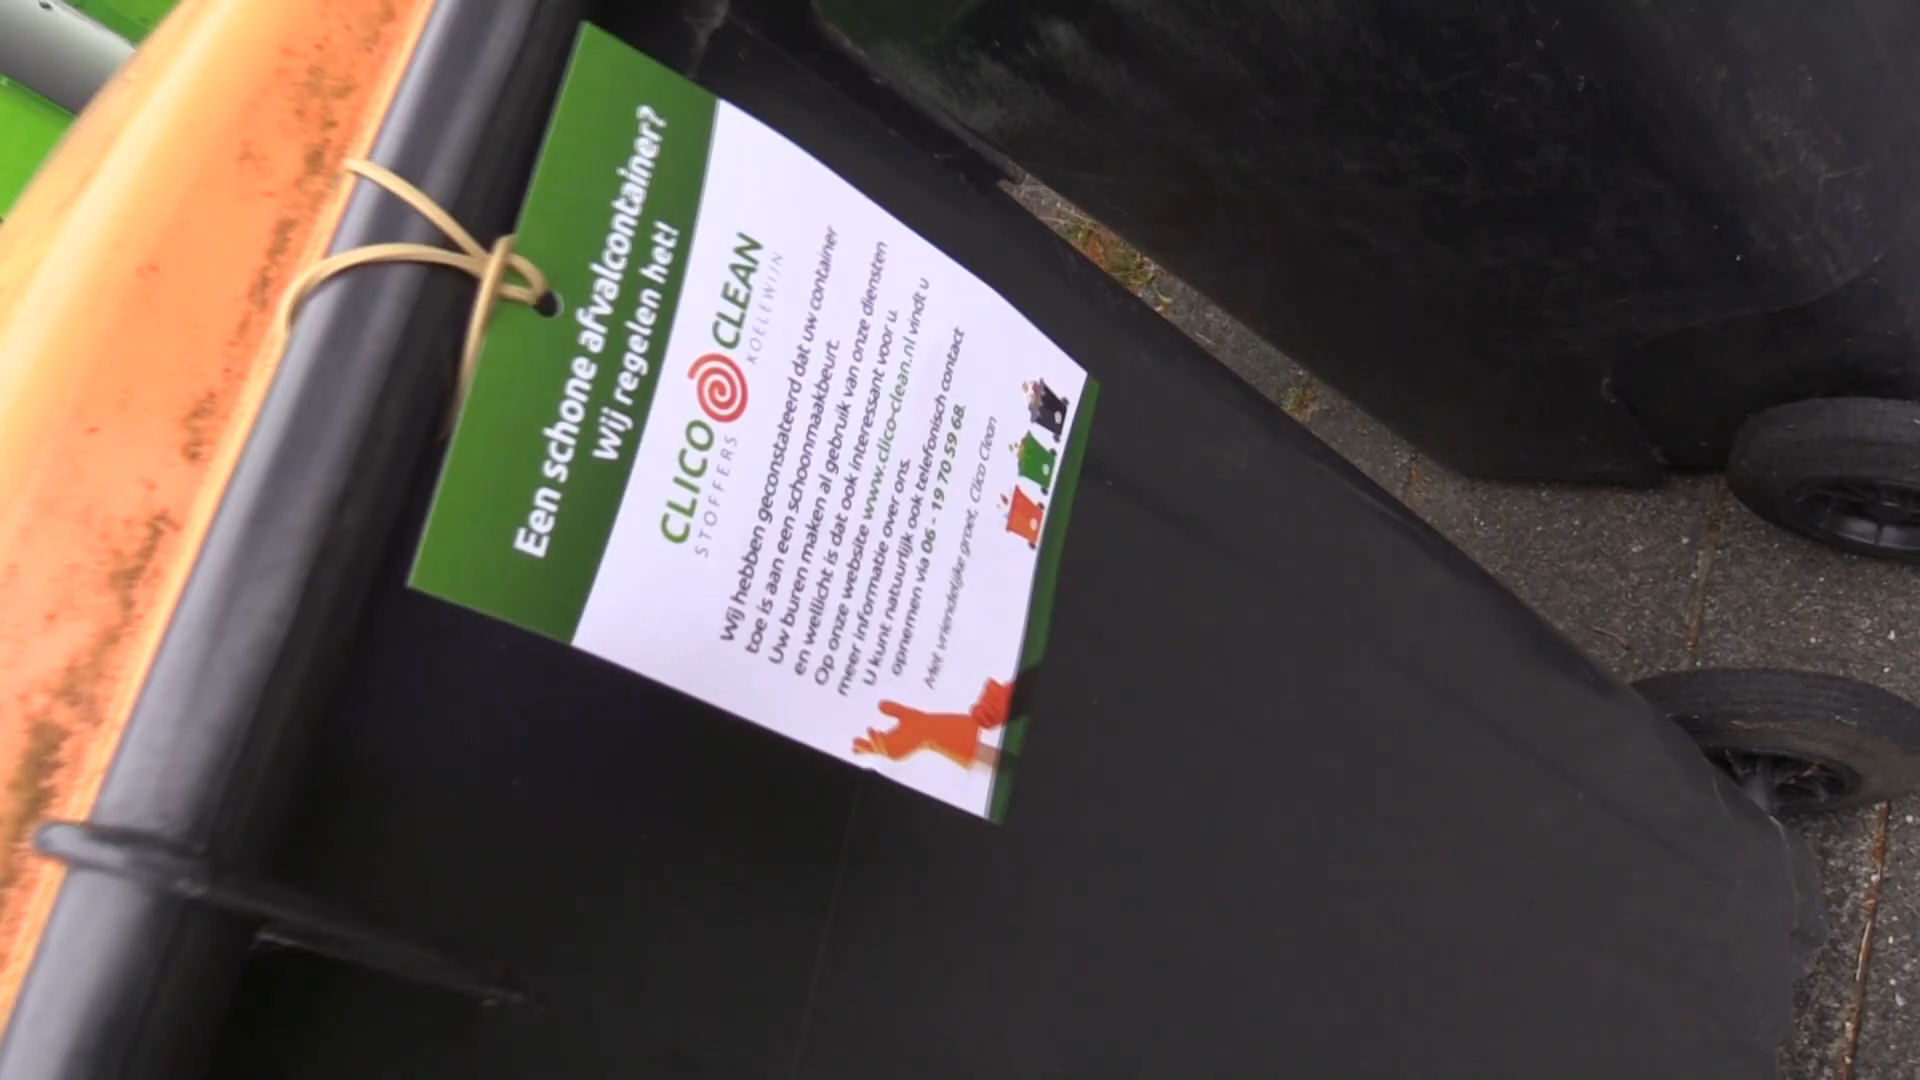 Een schone afvalcontainer?
Wij regelen het!
CLICO CLEAN
STOFFERS KOELEWIJN
Wij hebben geconstateerd dat uw container
toe is aan een schoonmaakbeurt.
Uw buren maken al gebruik van onze diensten
en wellicht is dat ook interessant voor u.
Op onze website www.clico-clean.nl vindt u
meer informatie over ons.
U kunt natuurlijk ook telefonisch contact
opnemen via 06 - 19 70 59 68.
Met vriendelijke groet, Clico Clean